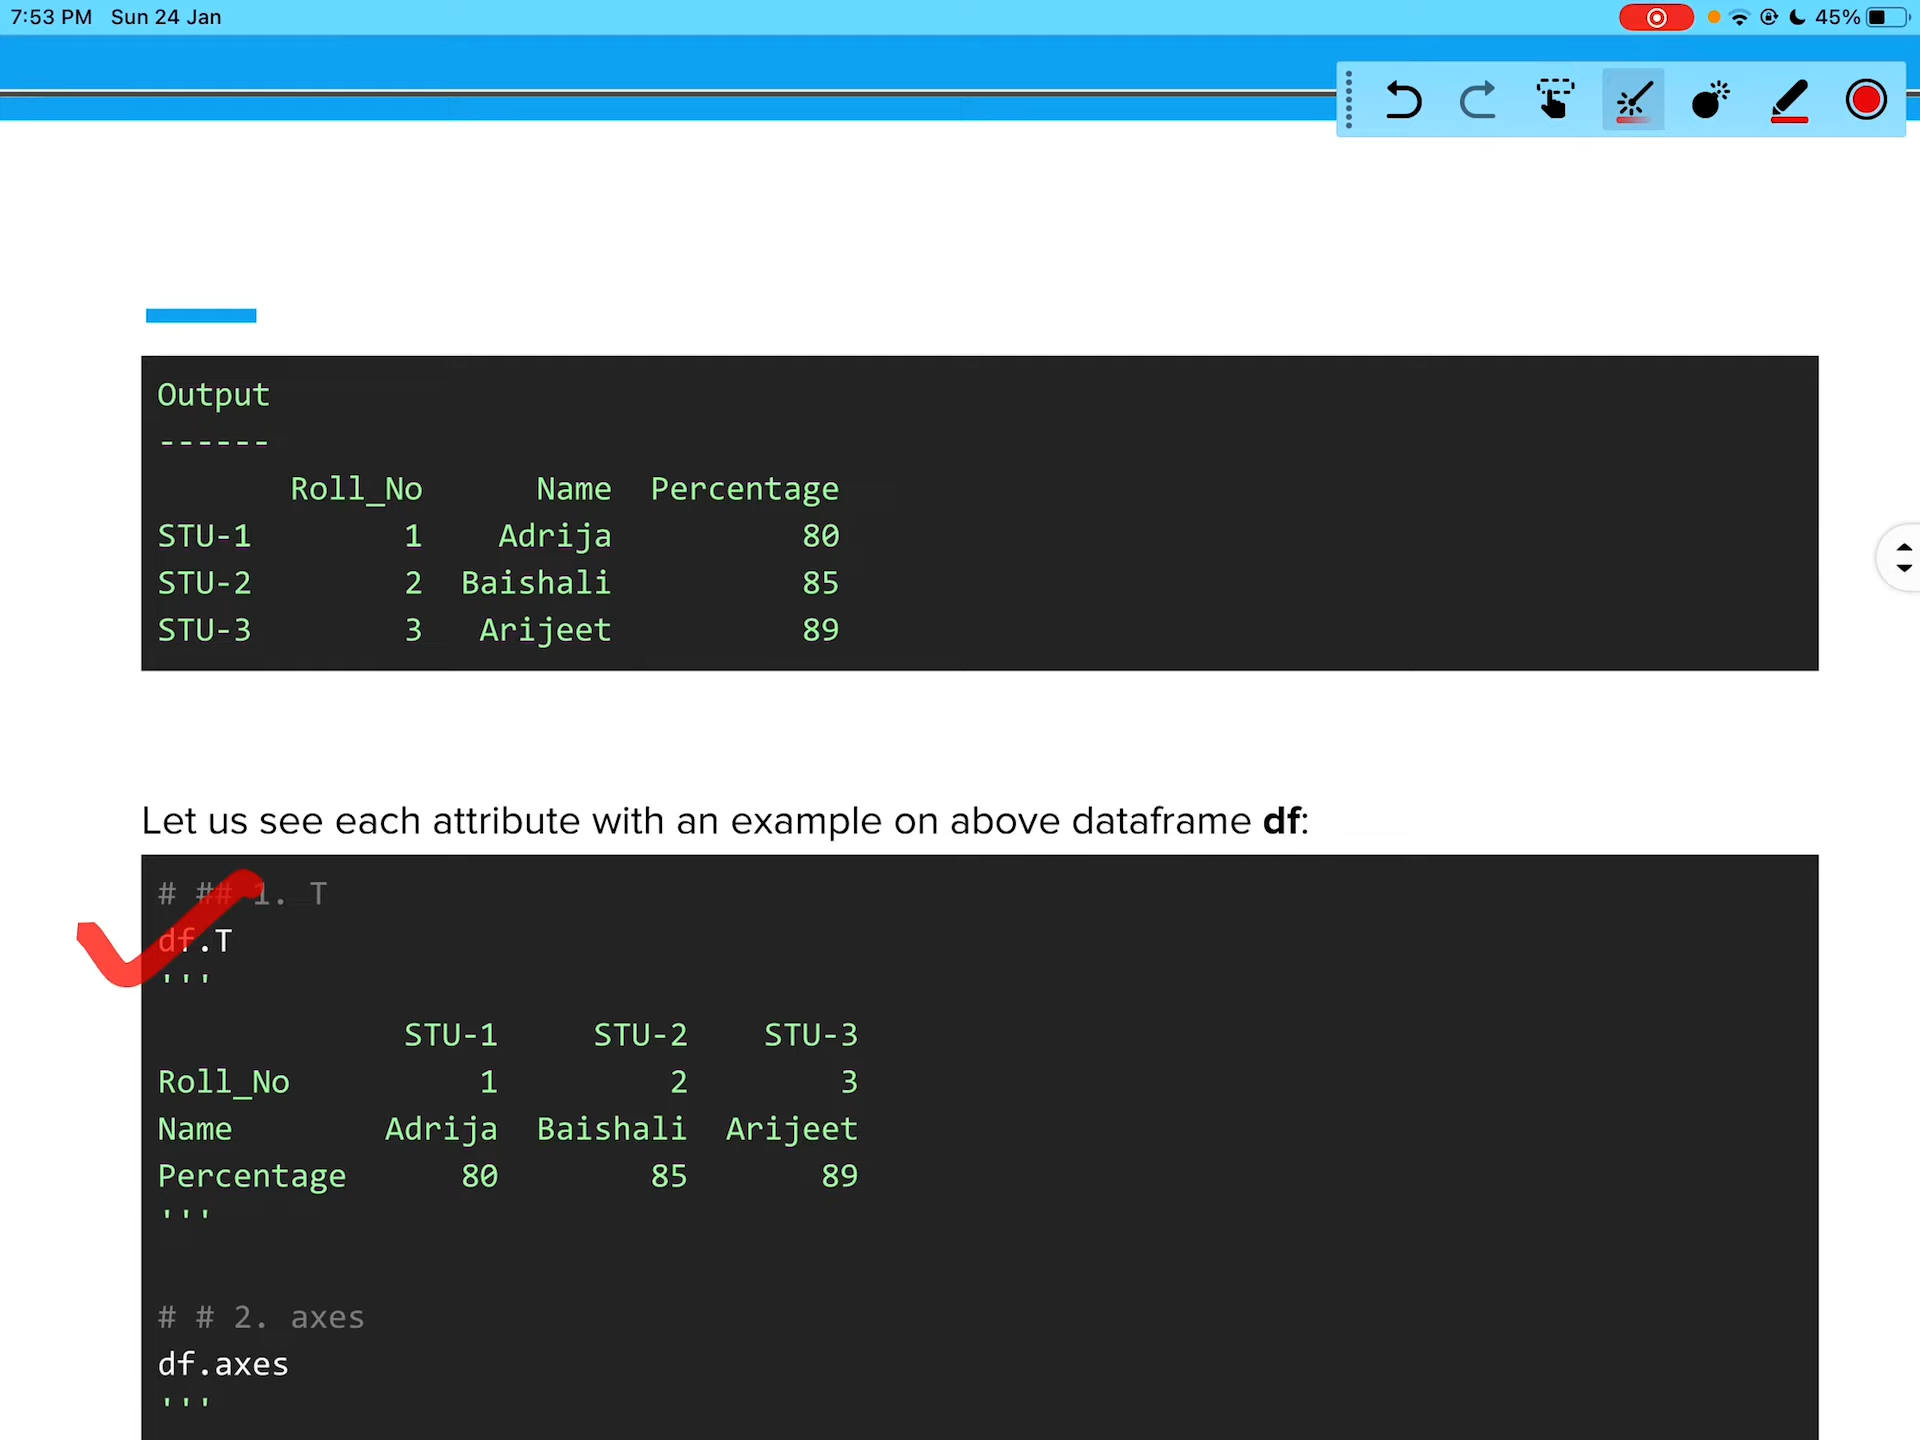 7:53 PM Sun 24 Jan
45%
Output
------
Roll_No Name Percentage
STU-1 1 Adrija 80
STU-2 2 Baishali 85
STU-3 3 Arijeet 89
Let us see each attribute with an example on above dataframe df:
# ## 1. T
df.T
'''
STU-1 STU-2 STU-3
Roll_No 1 2 3
Name Adrija Baishali Arijeet
Percentage 80 85 89
'''
# # 2. axes
df.axes
'''